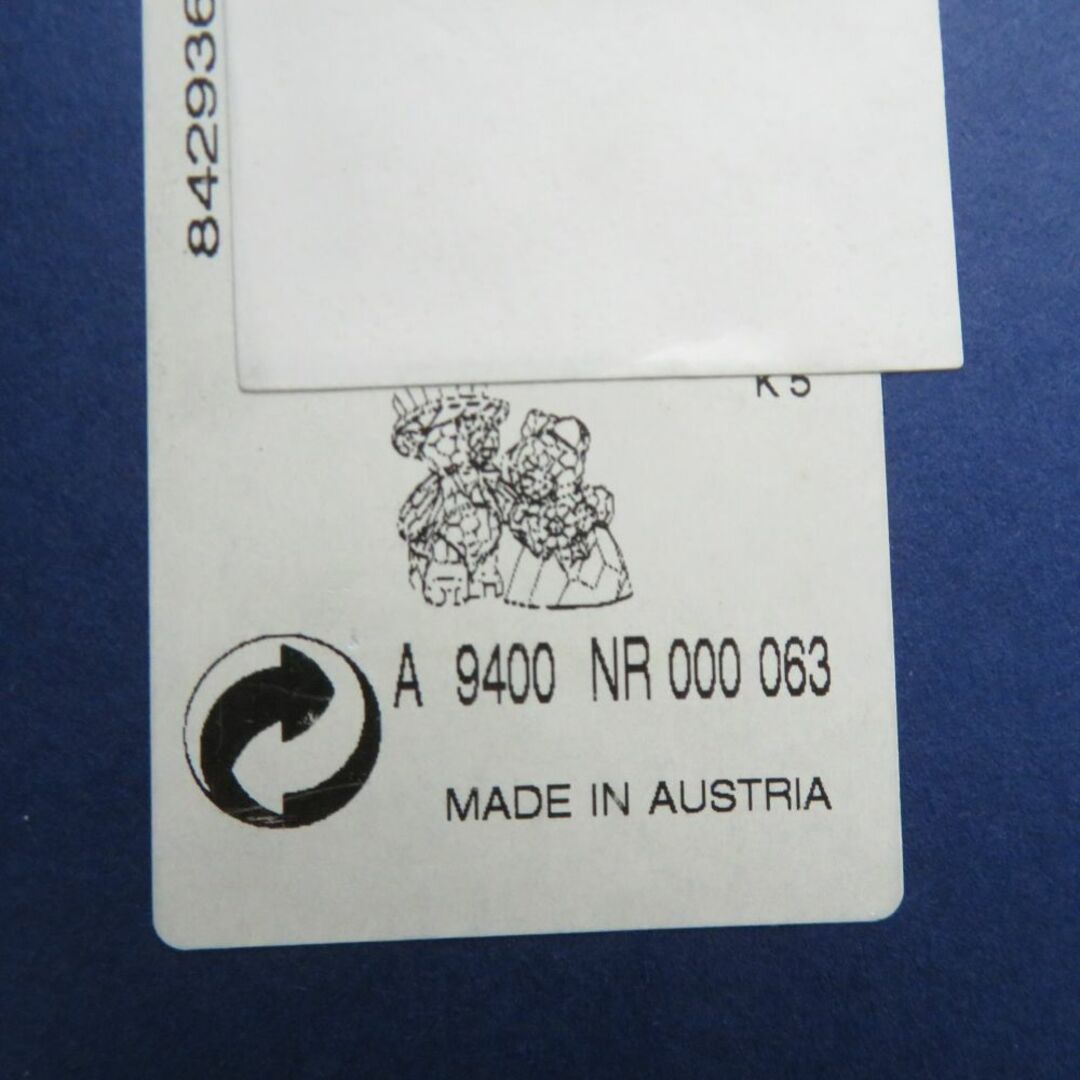 842936
K 5
A 9400 NR 000 063
MADE IN AUSTRIA